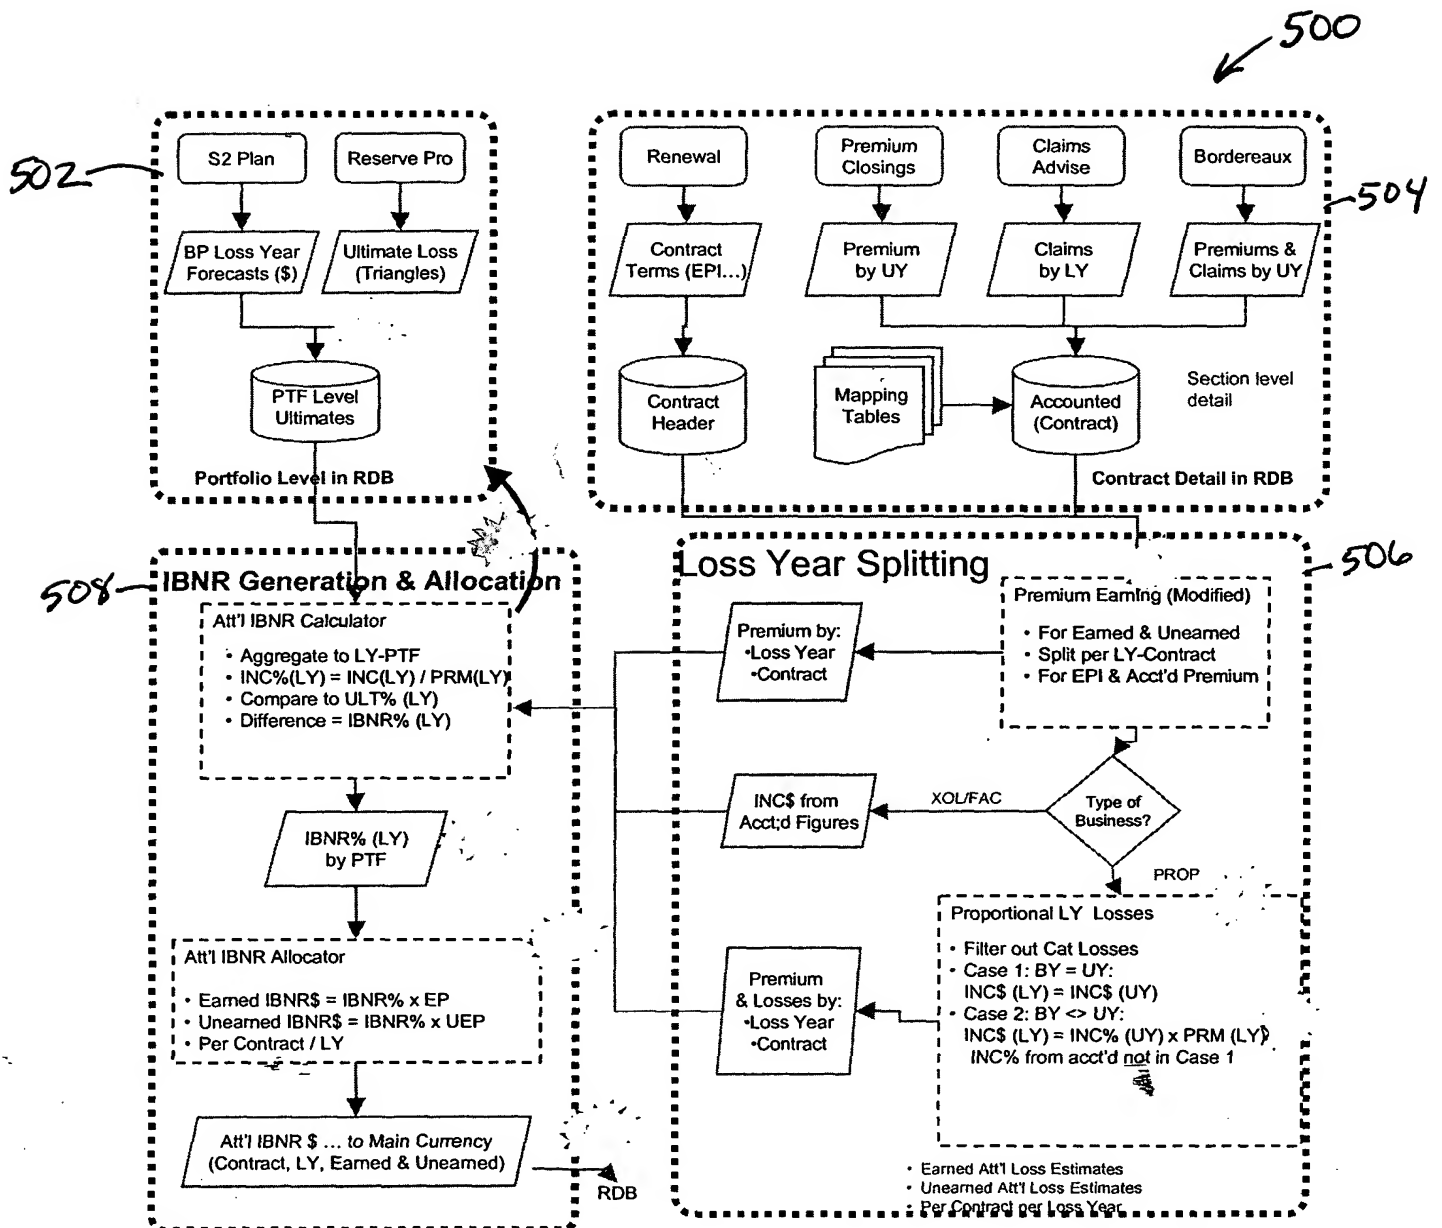 500
502
S2 Plan
Reserve Pro
BP Loss Year
Forecasts ($)
Ultimate Loss
(Triangles)
PTF Level
Ultimates
Portfolio Level in RDB
504
Renewal
Premium
Closings
Claims
Advise
Bordereaux
Contract
Terms (EPI...)
Premium
by UY
Claims
by LY
Premiums &
Claims by UY
Contract
Header
Mapping
Tables
Accounted
(Contract)
Section level
detail
Contract Detail in RDB
508
IBNR Generation & Allocation
Att'l IBNR Calculator
• Aggregate to LY-PTF
• INC%(LY) = INC(LY) / PRM(LY)
• Compare to ULT% (LY)
• Difference = IBNR% (LY)
IBNR% (LY)
by PTF
Att'l IBNR Allocator
• Earned IBNR$ = IBNR% x EP
• Unearned IBNR$ = IBNR% x UEP
• Per Contract / LY
Att'l IBNR $ ... to Main Currency
(Contract, LY, Earned & Unearned)
RDB
506
Loss Year Splitting
Premium Earning (Modified)
• For Earned & Unearned
• Split per LY-Contract
• For EPI & Acct'd Premium
Premium by:
•Loss Year
•Contract
Type of
Business?
XOL/FAC
INC$ from
Acct;d Figures
PROP
Proportional LY Losses
• Filter out Cat Losses
• Case 1: BY = UY:
INC$ (LY) = INC$ (UY)
• Case 2: BY <> UY:
INC$ (LY) = INC% (UY) x PRM (LY)
INC% from acct'd not in Case 1
Premium
& Losses by:
•Loss Year
•Contract
• Earned Att'l Loss Estimates
• Unearned Att'l Loss Estimates
• Per Contract per Loss Year